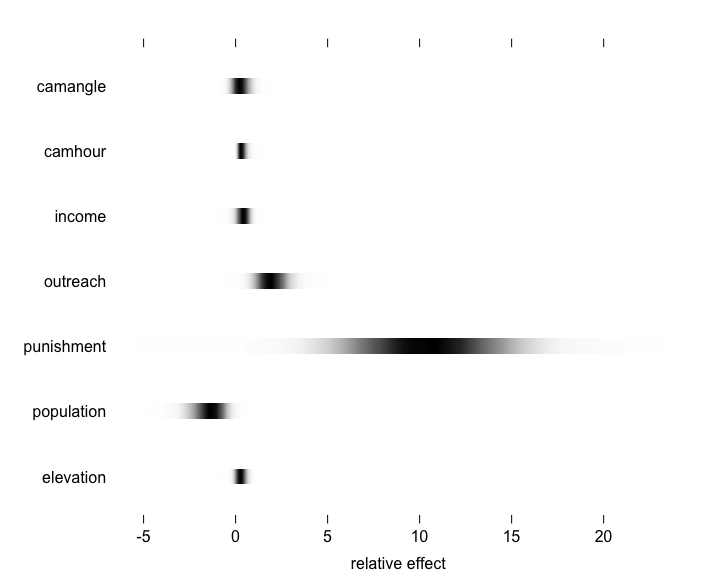 camangle
camhour
income
outreach
punishment
population
elevation
-5 0 5 10 15 20
relative effect